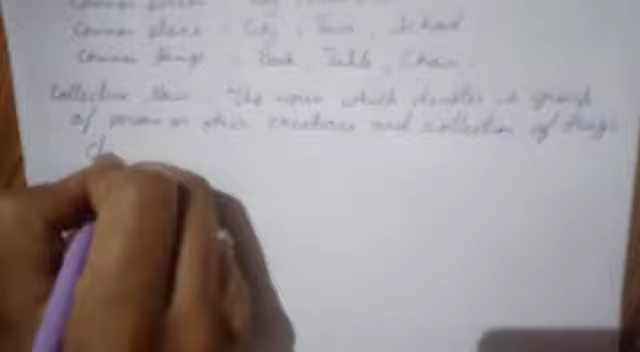 Common place - City, Town, School
Common things - Book, Table, Chair.
Collective Noun The noun which denotes a group
of person or other creatures and collection of things